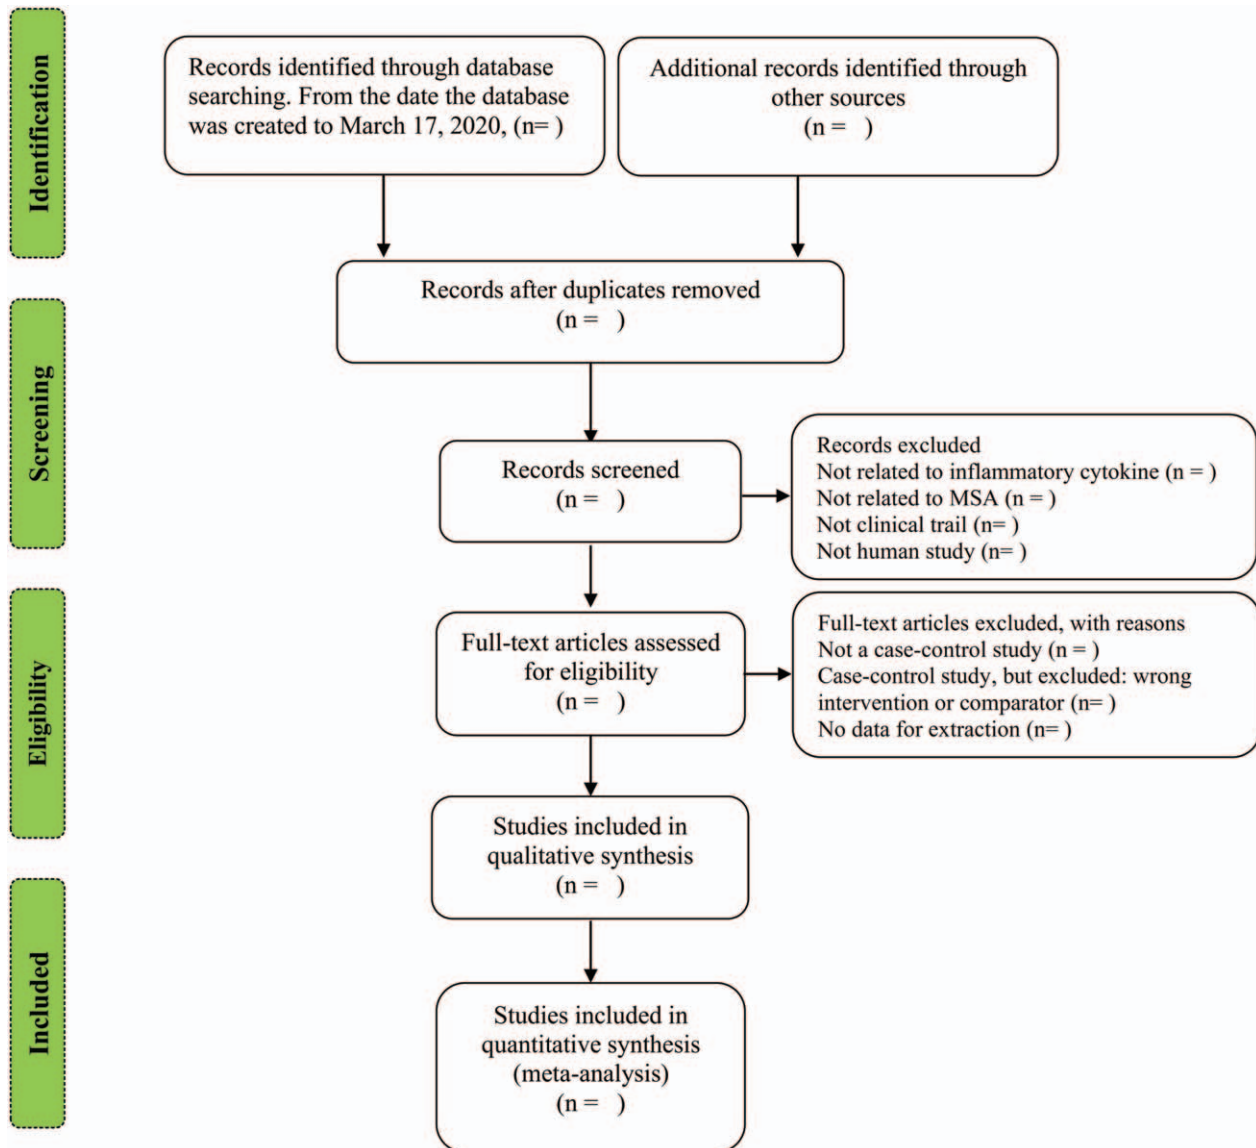 Identification
Records identified through database
searching. From the date the database
was created to March 17, 2020, (n= )
Additional records identified through
other sources
(n =   )
Records after duplicates removed
(n =   )
Screening
Records screened
(n =   )
Records excluded
Not related to inflammatory cytokine (n = )
Not related to MSA (n = )
Not clinical trail (n= )
Not human study (n= )
Eligibility
Full-text articles assessed
for eligibility
(n =   )
Full-text articles excluded, with reasons
Not a case-control study (n = )
Case-control study, but excluded: wrong
intervention or comparator (n= )
No data for extraction (n= )
Studies included in
qualitative synthesis
(n =   )
Included
Studies included in
quantitative synthesis
(meta-analysis)
(n =   )